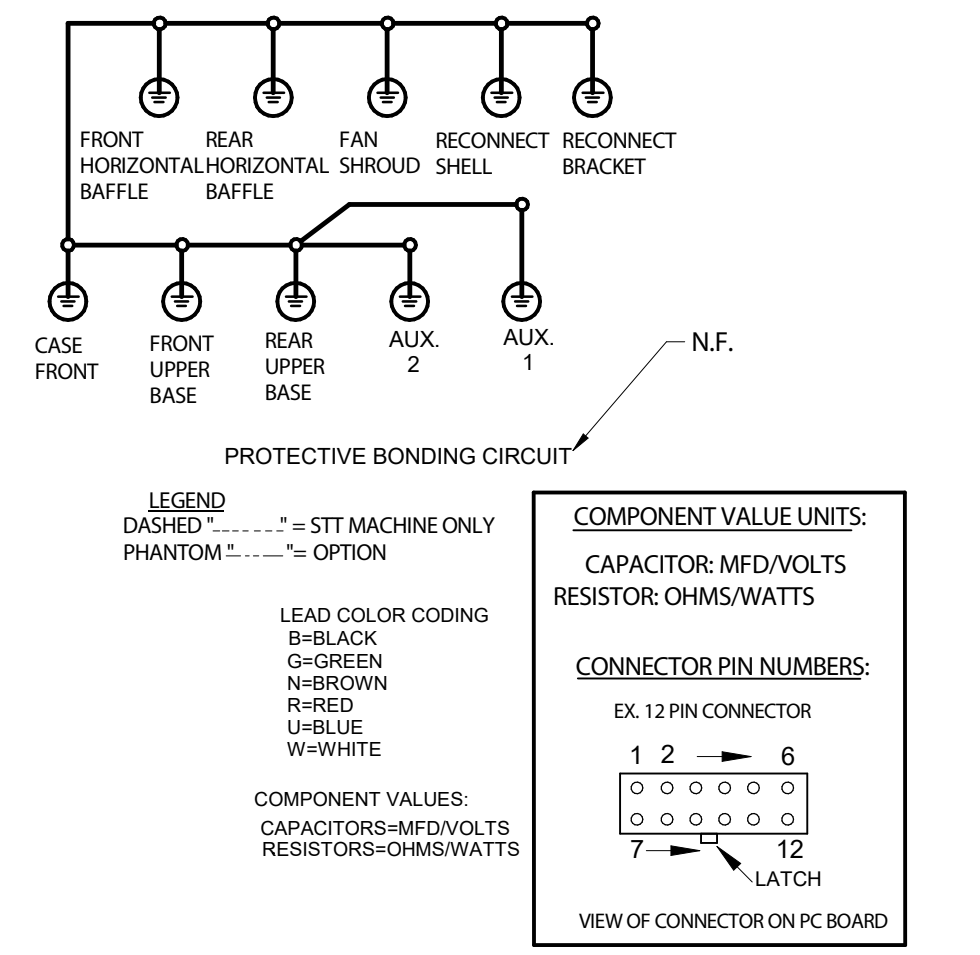 FRONT HORIZONTAL BAFFLE
REAR HORIZONTAL BAFFLE
FAN SHROUD
RECONNECT SHELL
RECONNECT BRACKET
CASE FRONT
FRONT UPPER BASE
REAR UPPER BASE
AUX. 2
AUX. 1
N.F.
PROTECTIVE BONDING CIRCUIT
LEGEND
DASHED "_ _ _ _ _ _ _" = STT MACHINE ONLY
PHANTOM "__ _ _ __ "= OPTION
LEAD COLOR CODING
B=BLACK
G=GREEN
N=BROWN
R=RED
U=BLUE
W=WHITE
COMPONENT VALUES:
CAPACITORS=MFD/VOLTS
RESISTORS=OHMS/WATTS
COMPONENT VALUE UNITS:
CAPACITOR: MFD/VOLTS
RESISTOR: OHMS/WATTS
CONNECTOR PIN NUMBERS:
EX. 12 PIN CONNECTOR
1 2 6
7 12
LATCH
VIEW OF CONNECTOR ON PC BOARD